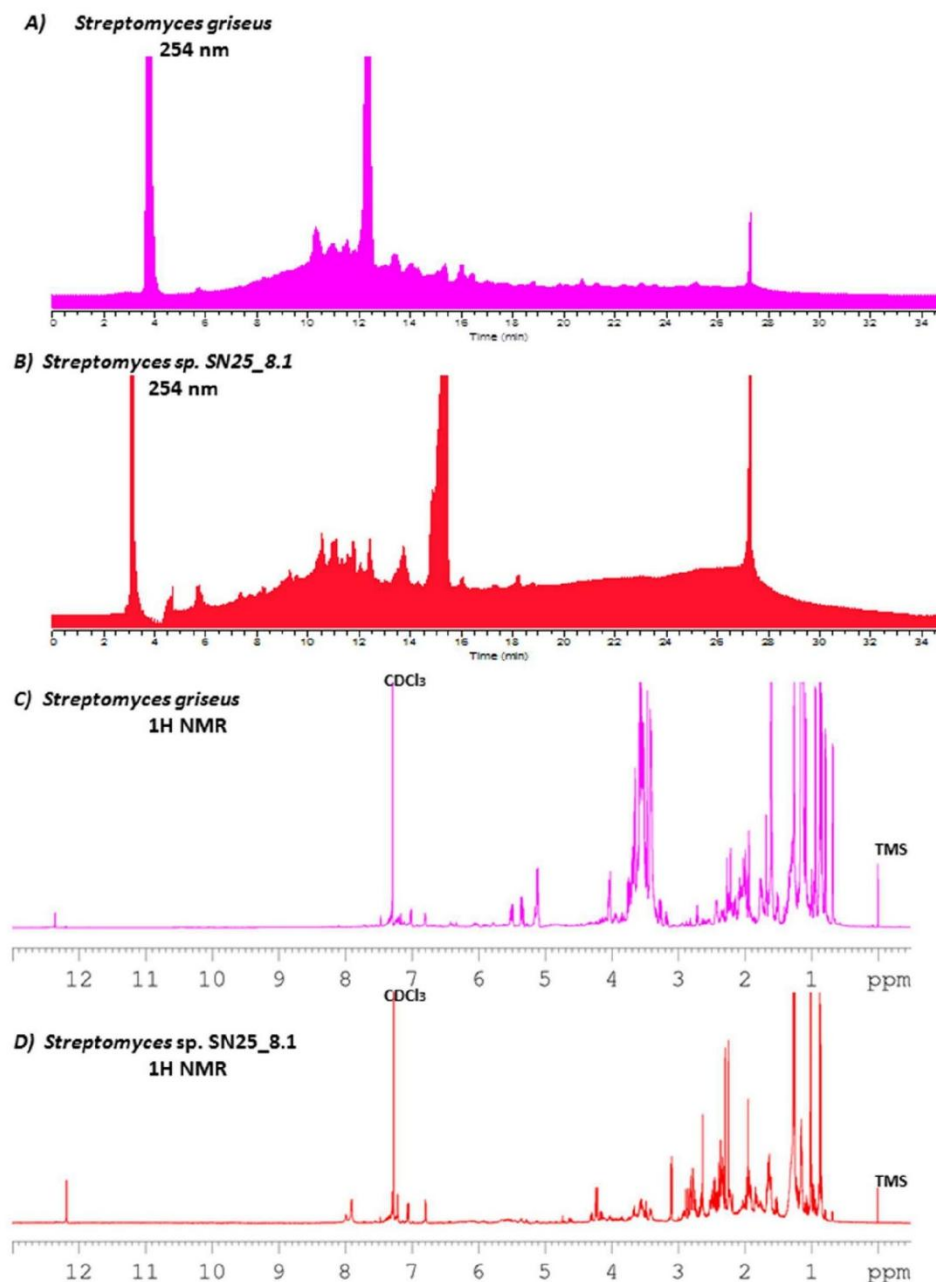 A) Streptomyces griseus
254 nm
0 2 4 6 8 10 12 14 16 18 20 22 24 26 28 30 32 34
Time (min)
B) Streptomyces sp. SN25_8.1
254 nm
0 2 4 6 8 10 12 14 16 18 20 22 24 26 28 30 32 34
Time (min)
C) Streptomyces griseus
1H NMR
CDCl₃
TMS
12 11 10 9 8 7 6 5 4 3 2 1 ppm
CDCl₃
D) Streptomyces sp. SN25_8.1
1H NMR
TMS
12 11 10 9 8 7 6 5 4 3 2 1 ppm